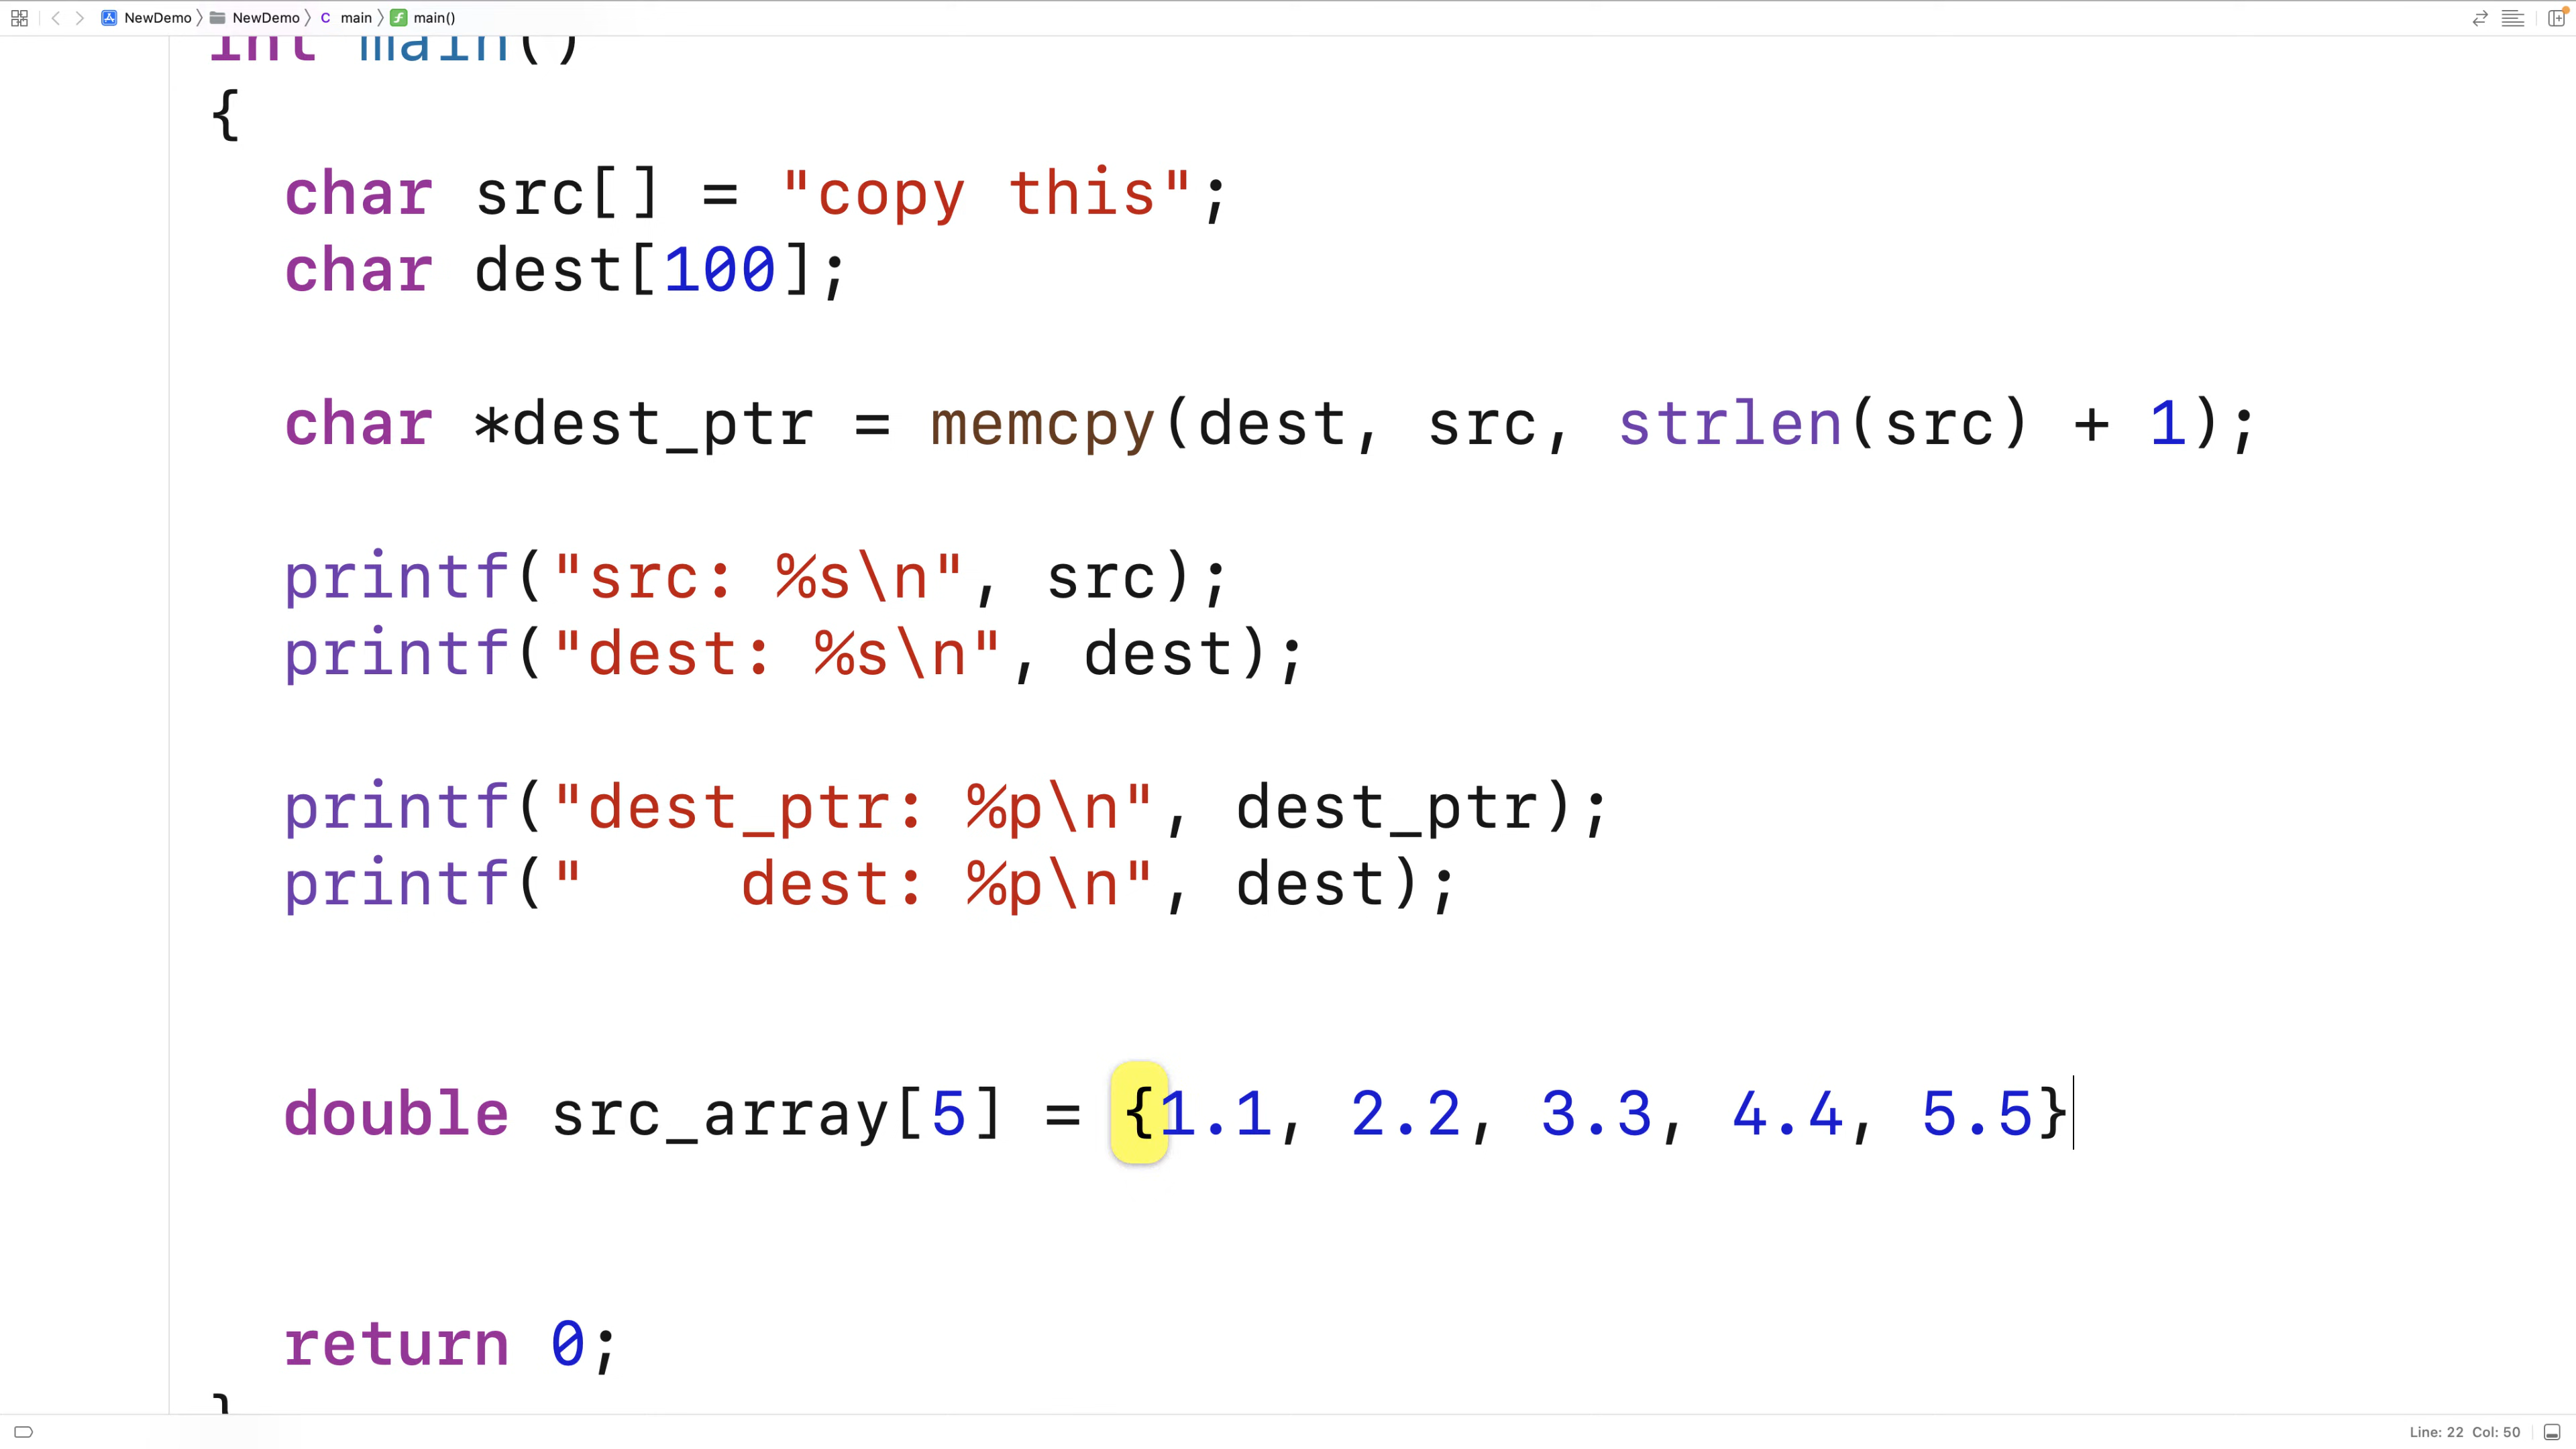 NewDemo NewDemo C main main()
int main()
{
char src[] = "copy this";
char dest[100];
char *dest_ptr = memcpy(dest, src, strlen(src) + 1);
printf("src: %s\n", src);
printf("dest: %s\n", dest);
printf("dest_ptr: %p\n", dest_ptr);
printf("    dest: %p\n", dest);
double src_array[5] = {1.1, 2.2, 3.3, 4.4, 5.5}
return 0;
}
Line: 22 Col: 50